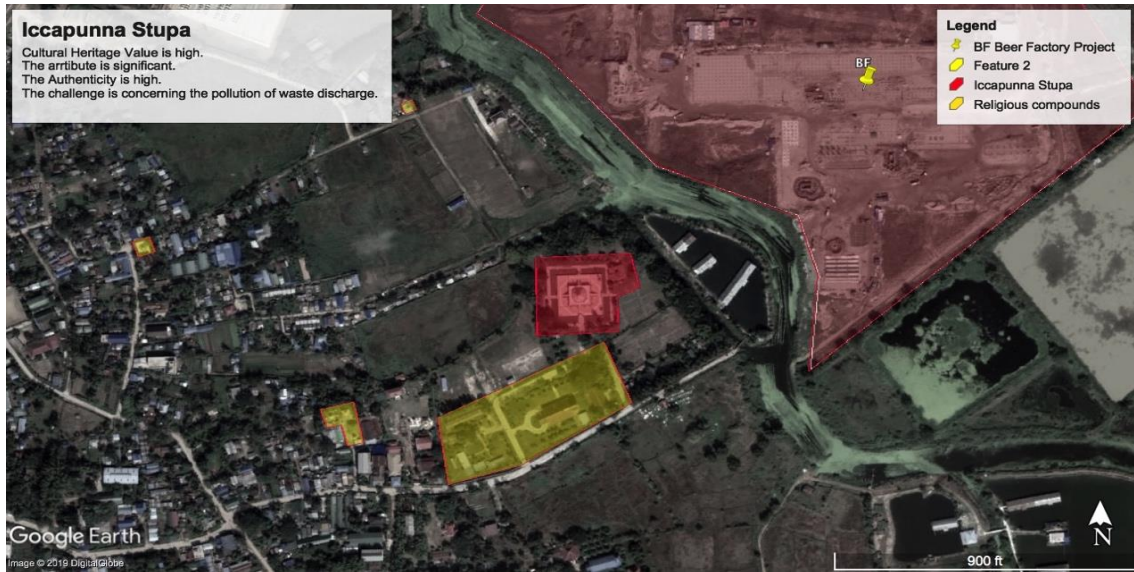 Iccapunna Stupa
Cultural Heritage Value is high.
The arrtibute is significant.
The Authenticity is high.
The challenge is concerning the pollution of waste discharge.
Legend
BF Beer Factory Project
Feature 2
Iccapunna Stupa
Religious compounds
BF
Google Earth
Image © 2019 DigitalGlobe
N
900 ft